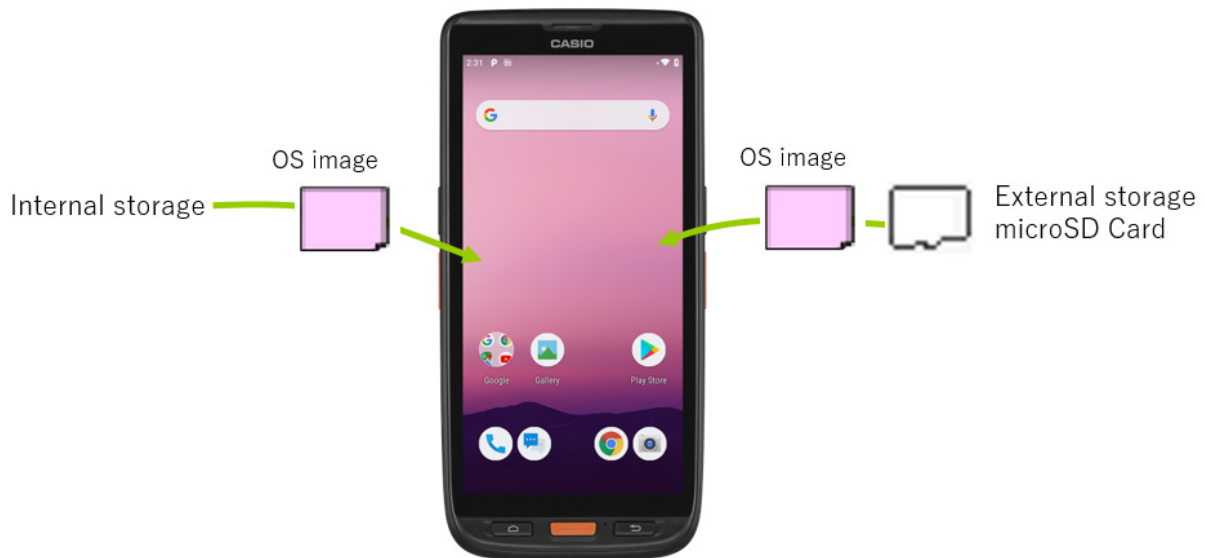 CASIO
2:31
OS image
OS image
Internal storage
External storage
microSD Card
Google
Gallery
Play Store